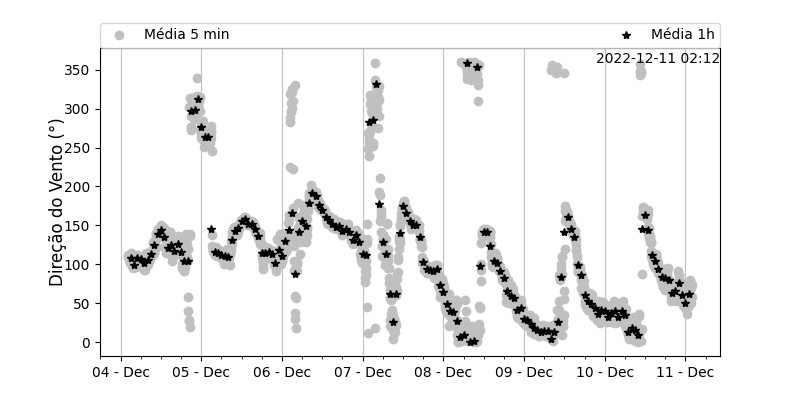 Média 5 min
Média 1h
2022-12-11 02:12
Direção do Vento (°)
350
300
250
200
150
100
50
0
04 - Dec
05 - Dec
06 - Dec
07 - Dec
08 - Dec
09 - Dec
10 - Dec
11 - Dec